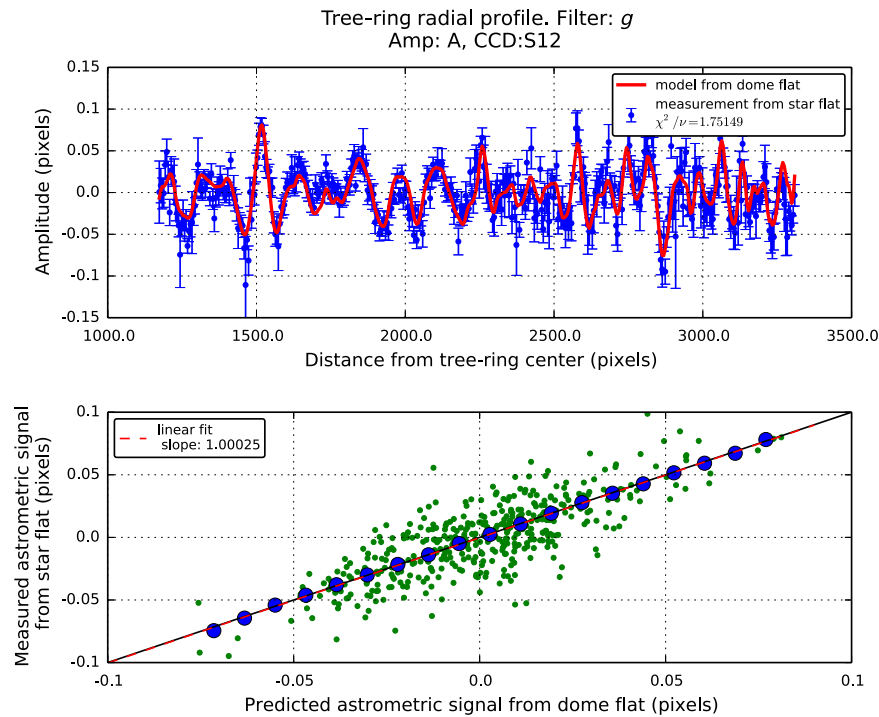 Tree-ring radial profile. Filter: g
Amp: A, CCD:S12
0.15
0.10
0.05
0.0
-0.05
-0.10
-0.15
Amplitude (pixels)
model from dome flat
measurement from star flat
χ² /ν=1.75149
1000.0 1500.0 2000.0 2500.0 3000.0 3500.0
Distance from tree-ring center (pixels)
0.1
0.05
0.0
-0.05
-0.1
Measured astrometric signal
from star flat (pixels)
linear fit
slope: 1.00025
-0.1 -0.05 0.0 0.05 0.1
Predicted astrometric signal from dome flat (pixels)